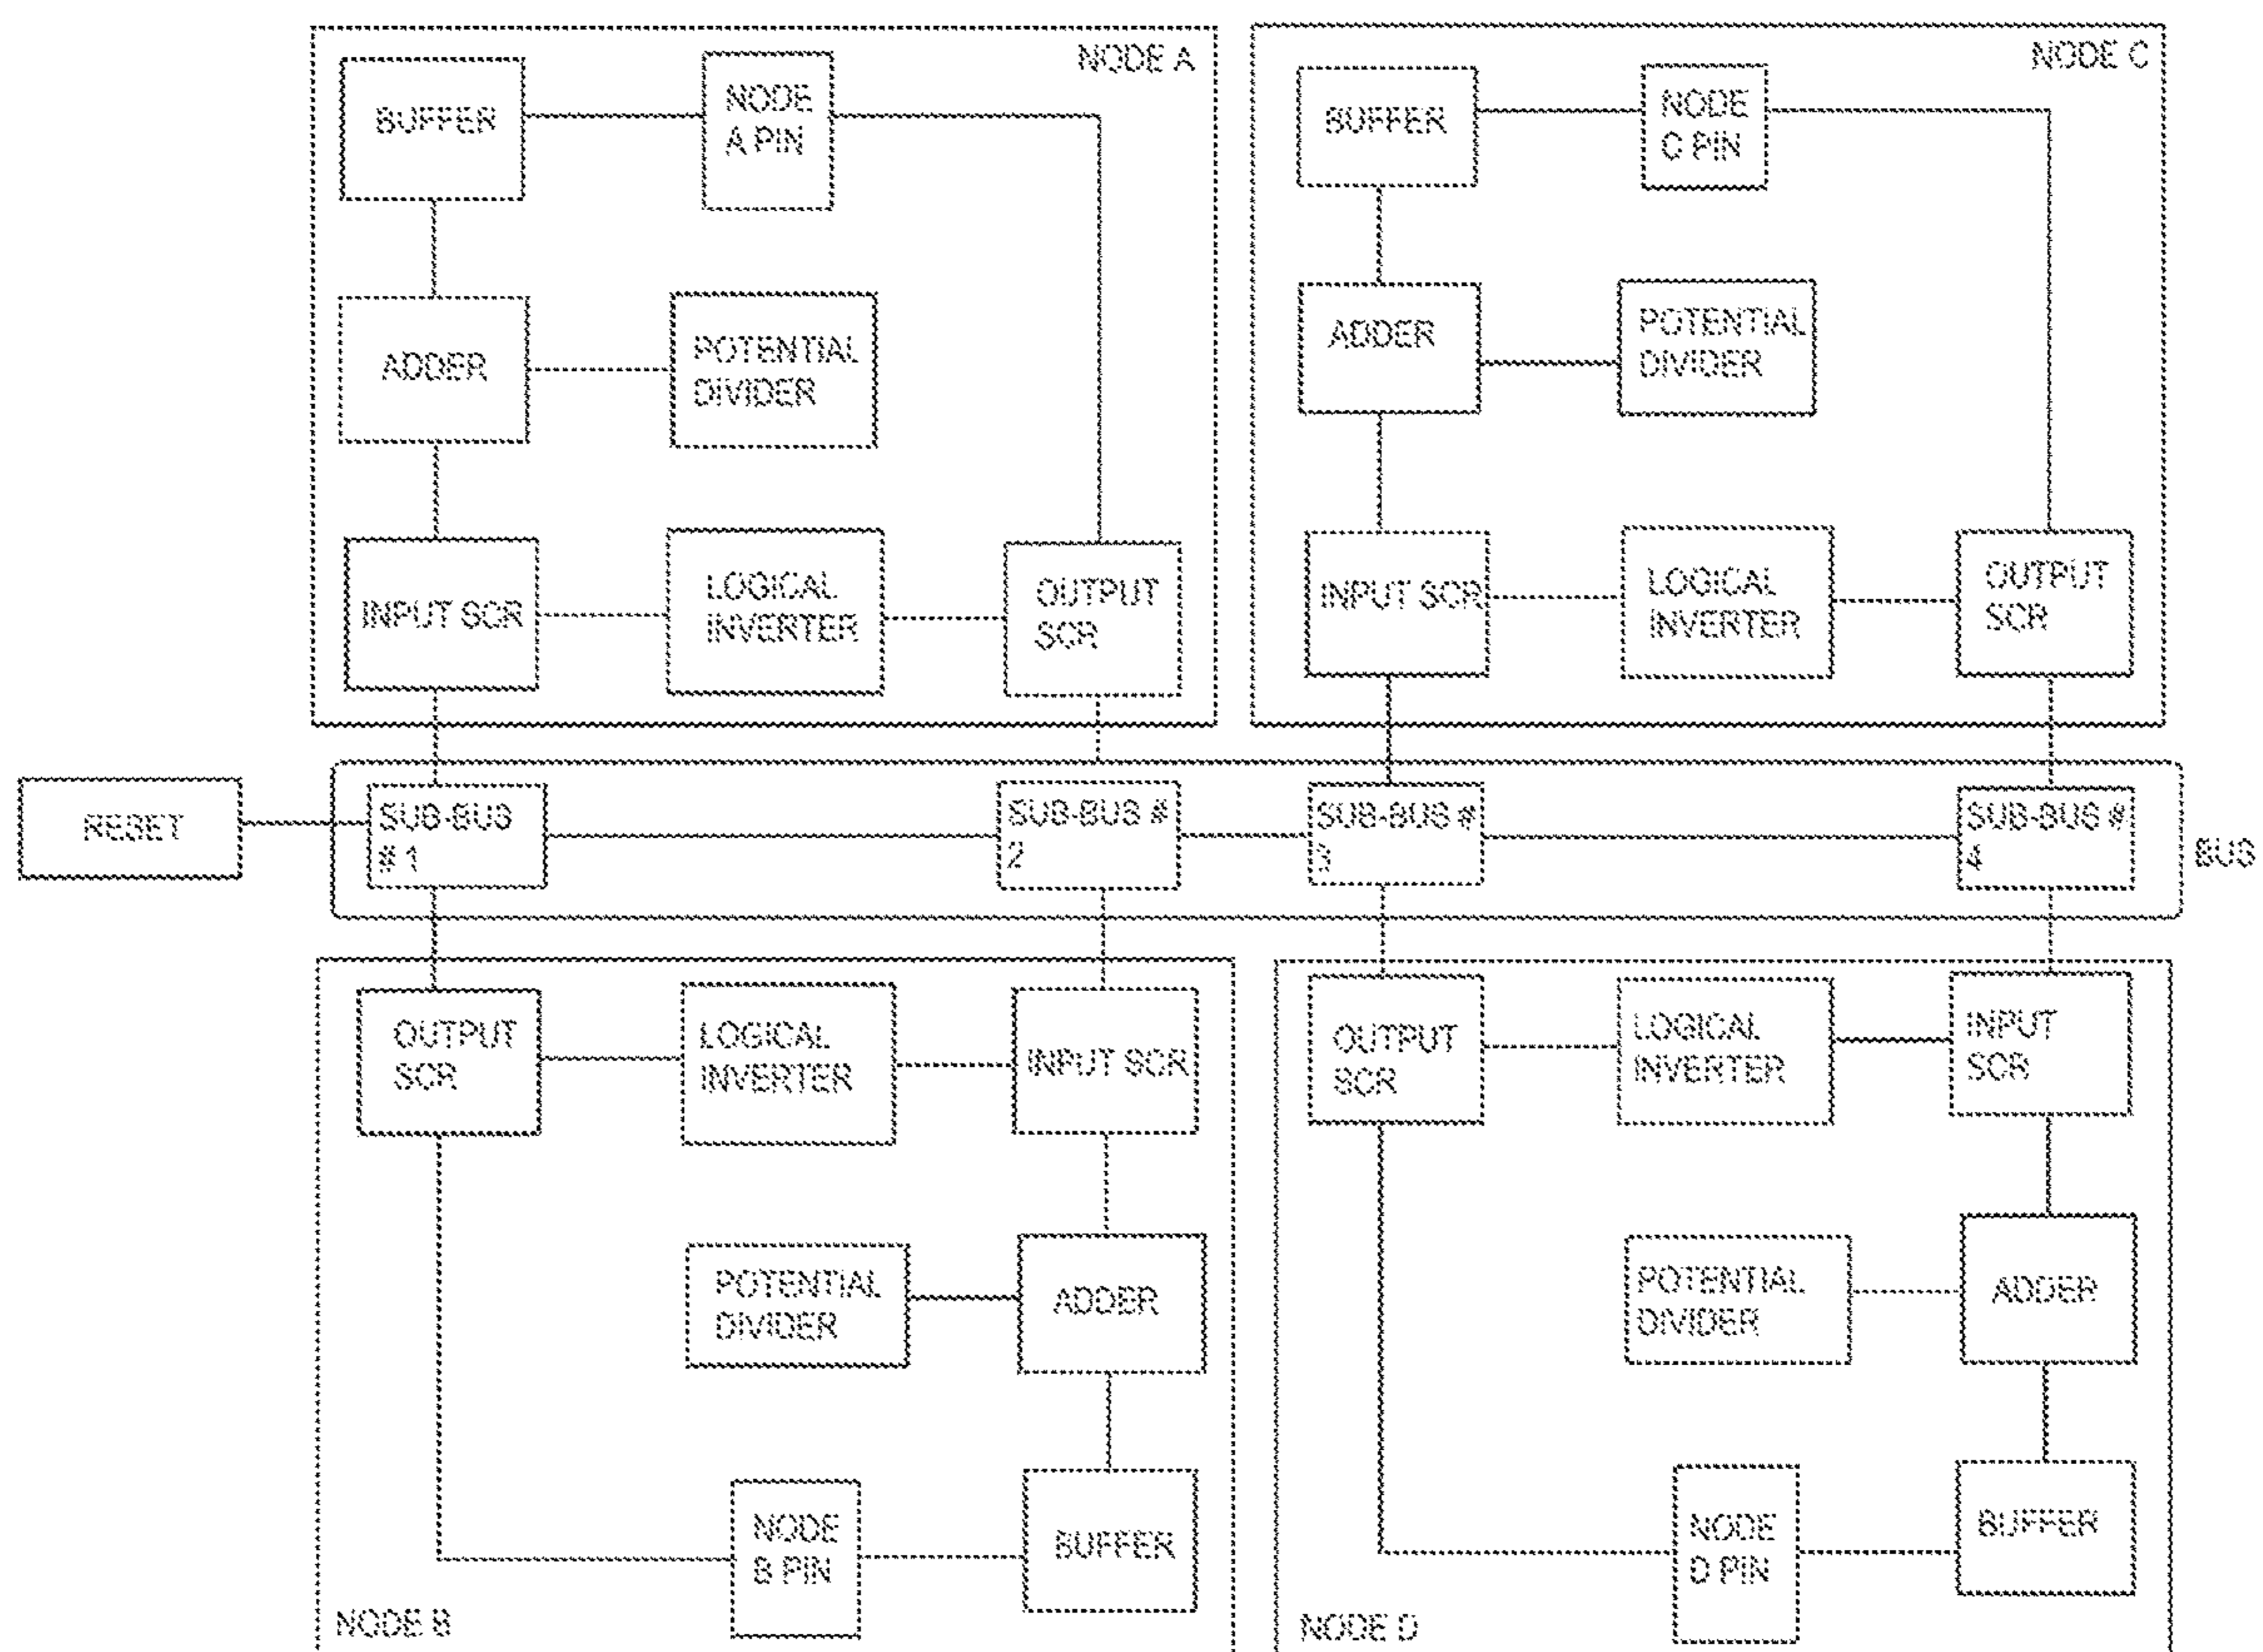 NODE A
BUFFER
NODE
A PIN
ADDER
POTENTIAL
DIVIDER
INPUT SCR
LOGICAL
INVERTER
OUTPUT
SCR
NODE C
BUFFER
NODE
C PIN
ADDER
POTENTIAL
DIVIDER
INPUT SCR
LOGICAL
INVERTER
OUTPUT
SCR
RESET
SUB-BUS
# 1
SUB-BUS #
2
SUB-BUS #
3
SUB-BUS #
4
BUS
OUTPUT
SCR
LOGICAL
INVERTER
INPUT SCR
POTENTIAL
DIVIDER
ADDER
NODE
B PIN
BUFFER
NODE B
OUTPUT
SCR
LOGICAL
INVERTER
INPUT
SCR
POTENTIAL
DIVIDER
ADDER
NODE
D PIN
BUFFER
NODE D